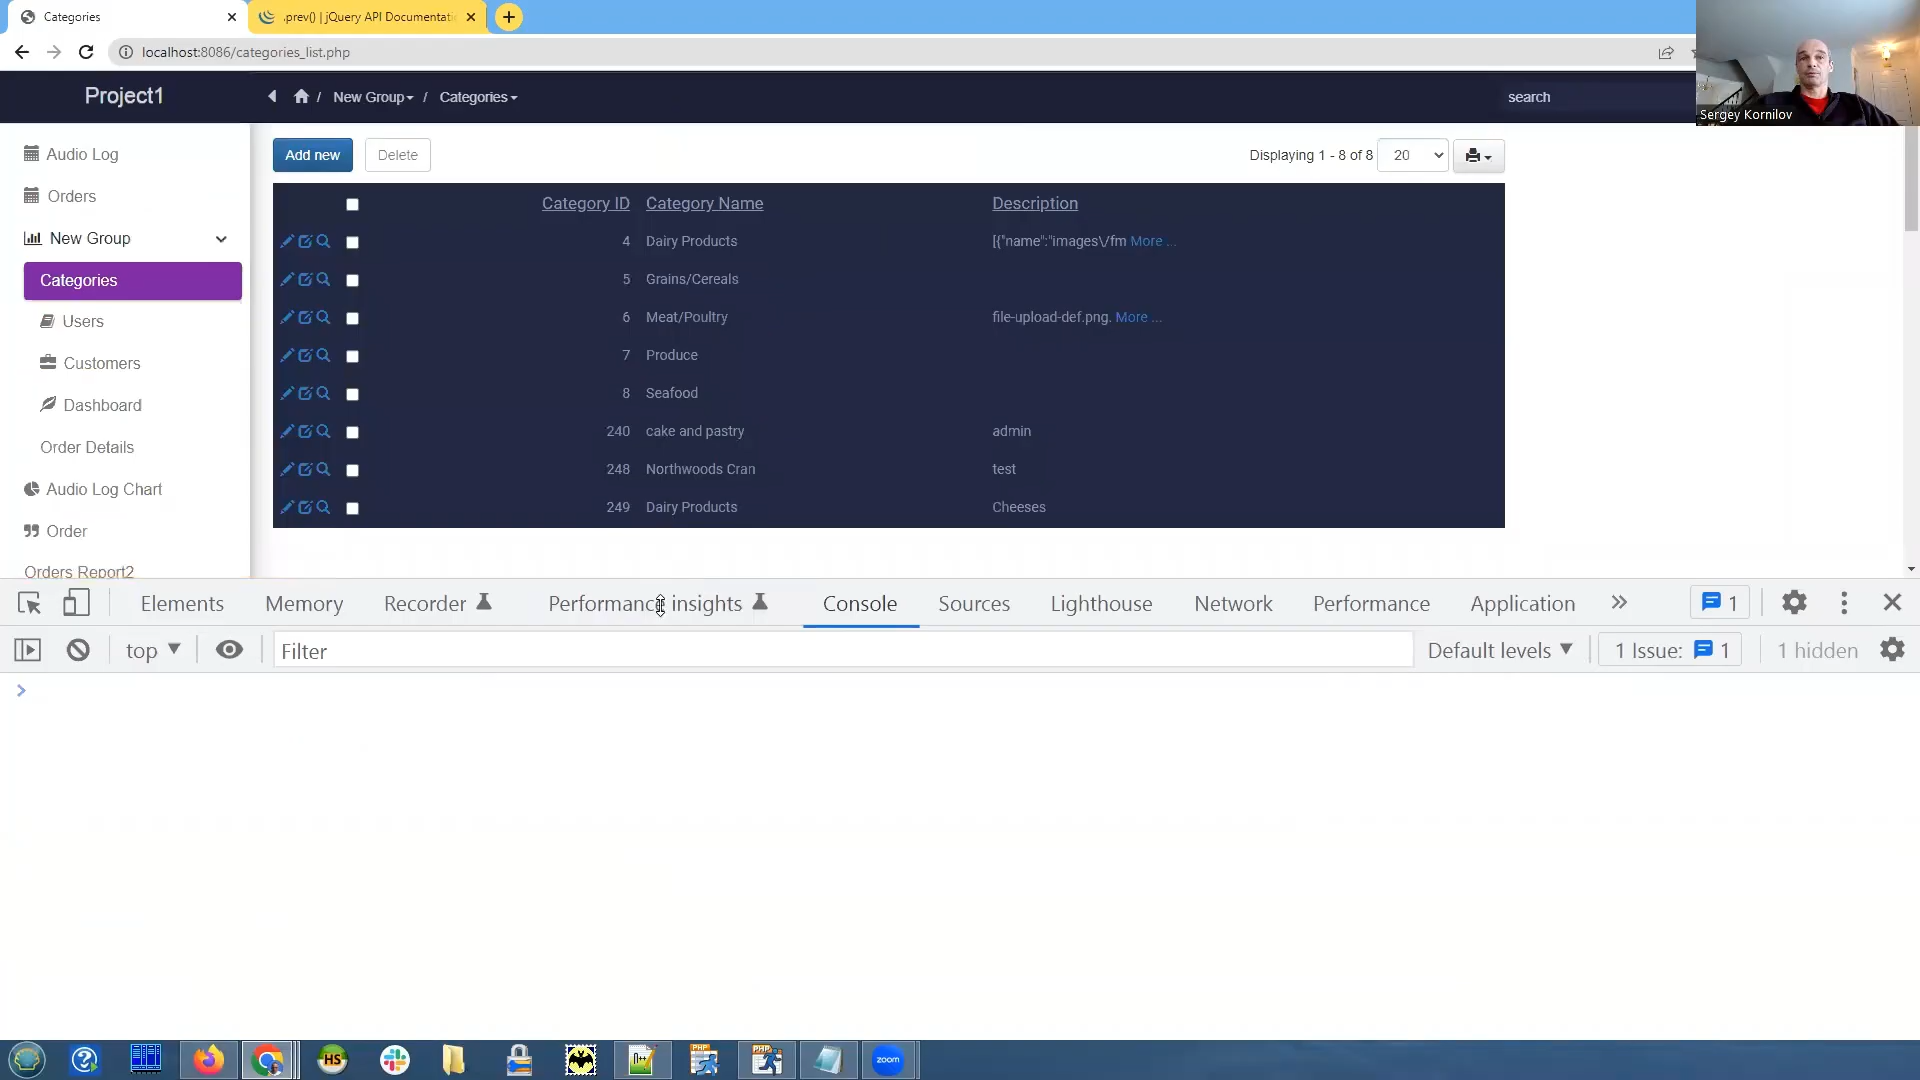 Categories
.prev() | jQuery API Documentati
localhost:8086/categories_list.php
Project1
/ New Group / Categories
search
Sergey Kornilov
Audio Log
Orders
New Group
Categories
Users
Customers
Dashboard
Order Details
Audio Log Chart
Order
Orders Report2
Add new
Delete
Displaying 1 - 8 of 8
20
Category ID Category Name Description
4 Dairy Products [{"name":"images\/fm More ...
5 Grains/Cereals
6 Meat/Poultry file-upload-def.png. More ...
7 Produce
8 Seafood
240 cake and pastry admin
248 Northwoods Cran test
249 Dairy Products Cheeses
Elements Memory Recorder Performance insights Console Sources Lighthouse Network Performance Application » 1
top Filter Default levels 1 Issue: 1 1 hidden
>
HS
N++
PHP
PHP
zoom